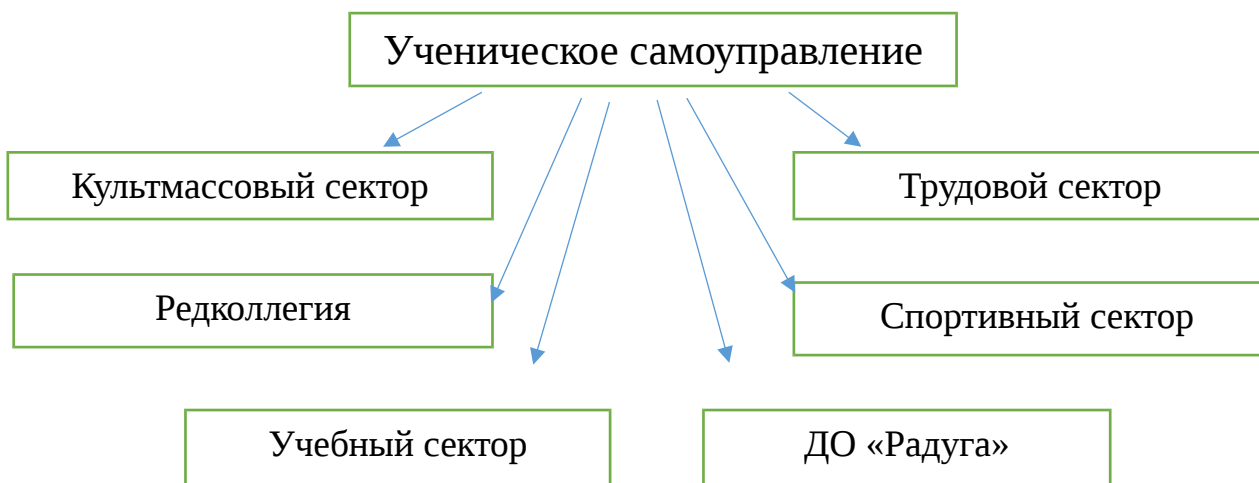 Ученическое самоуправление
Культмассовый сектор
Трудовой сектор
Редколлегия
Спортивный сектор
Учебный сектор
ДО «Радуга»